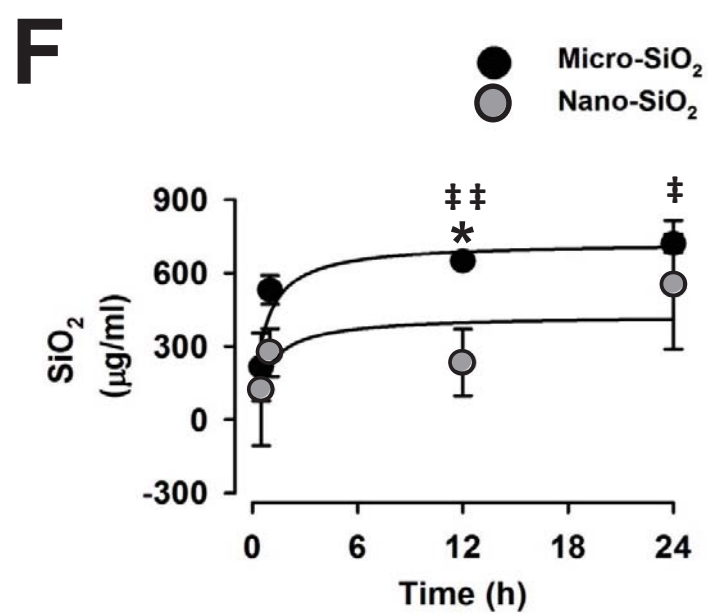 F
Micro-SiO₂
Nano-SiO₂
‡‡
‡
*
900
600
300
0
-300
SiO₂
(μg/ml)
0 6 12 18 24
Time (h)